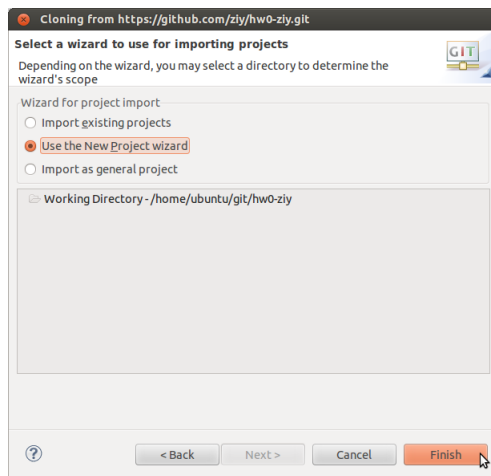 Cloning from https://github.com/ziy/hw0-ziy.git
Select a wizard to use for importing projects
Depending on the wizard, you may select a directory to determine the
wizard's scope
GIT
Wizard for project import
Import existing projects
Use the New Project wizard
Import as general project
Working Directory - /home/ubuntu/git/hw0-ziy
?
< Back
Next >
Cancel
Finish